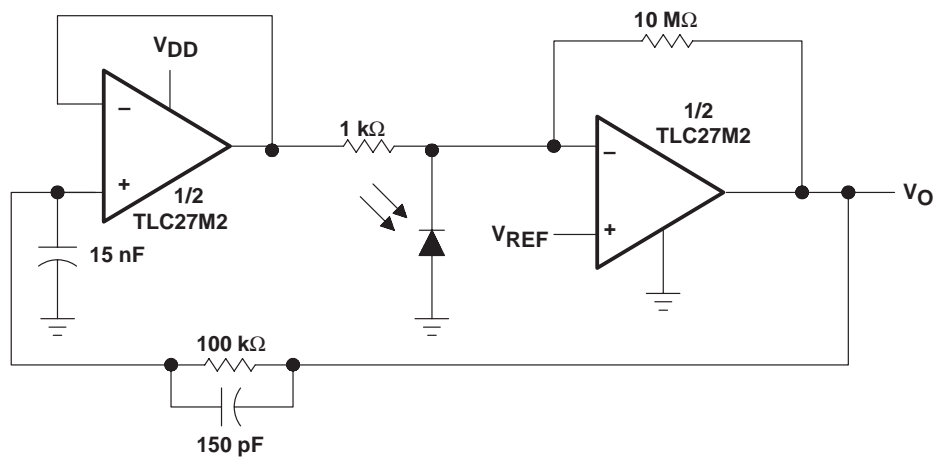 10 MΩ
VDD
1/2
TLC27M2
1 kΩ
−
+
1/2
TLC27M2
−
+
VREF
VO
15 nF
100 kΩ
150 pF